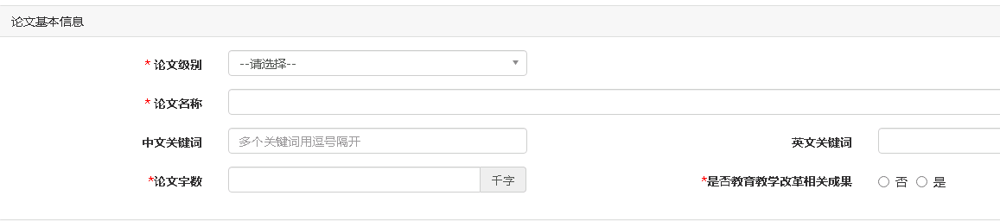 论文基本信息
* 论文级别 --请选择--
* 论文名称
中文关键词 多个关键词用逗号隔开 英文关键词
*论文字数 千字 *是否教育教学改革相关成果 否 是